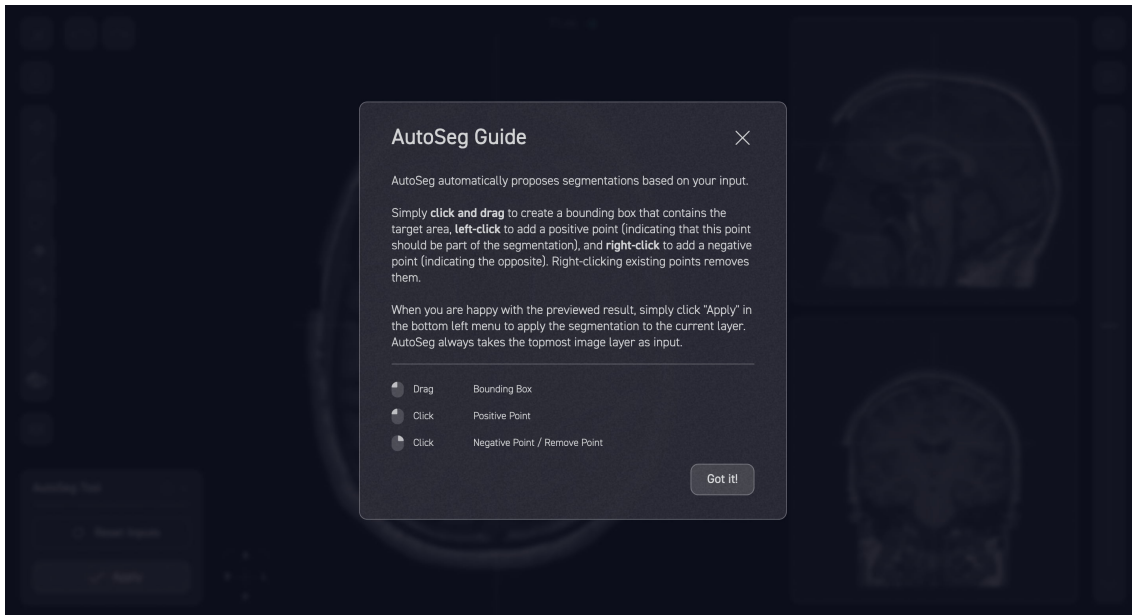 AutoSeg Guide
AutoSeg automatically proposes segmentations based on your input.
Simply click and drag to create a bounding box that contains the
target area, left-click to add a positive point (indicating that this point
should be part of the segmentation), and right-click to add a negative
point (indicating the opposite). Right-clicking existing points removes
them.
When you are happy with the previewed result, simply click "Apply" in
the bottom left menu to apply the segmentation to the current layer.
AutoSeg always takes the topmost image layer as input.
Drag Bounding Box
Click Positive Point
Click Negative Point / Remove Point
Got it!
AutoSeg Tool
Reset Inputs
Apply